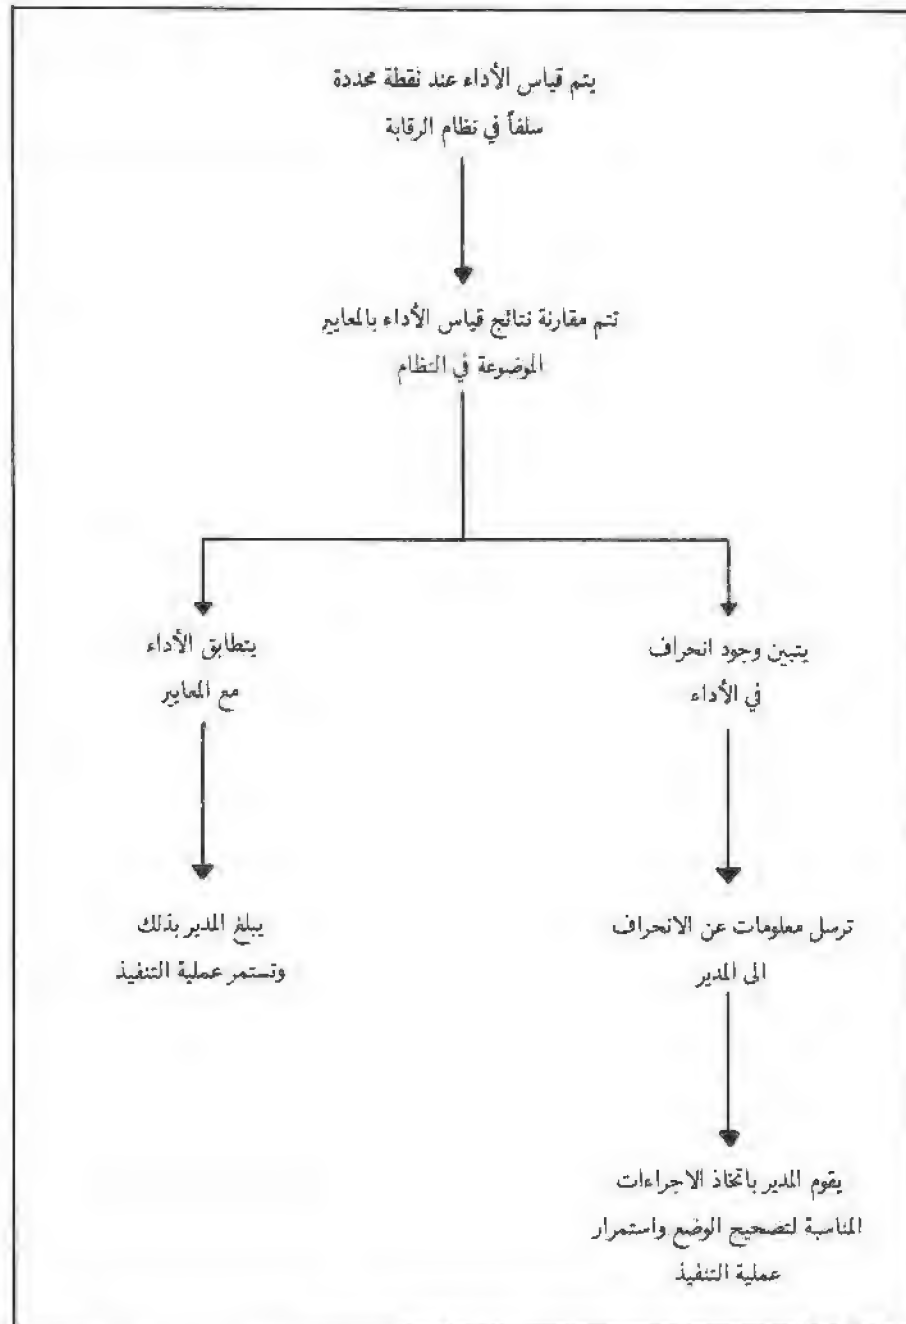 يتم قياس الأداء عند نقطة محددة
سلفاً في نظام الرقابة
تتم مقارنة نتائج قياس الأداء بالمعايير
الموضوعة في النظام
يتبين وجود انحراف
في الأداء
يتطابق الأداء
مع المعايير
ترسل معلومات عن الانحراف
الى المدير
يبلغ المدير بذلك
وتستمر عملية التنفيذ
يقوم المدير باتخاذ الاجراءات
المناسبة لتصحيح الوضع واستمرار
عملية التنفيذ